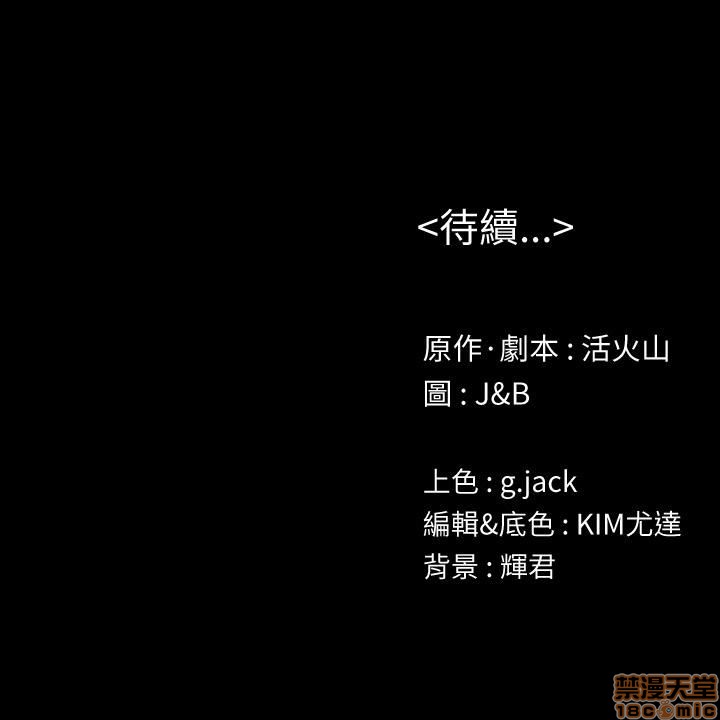 <待續...>
原作·劇本 : 活火山
圖 : J&B
上色 : g.jack
編輯&底色 : KIM尤達
背景 : 輝君
禁漫天堂
18comic